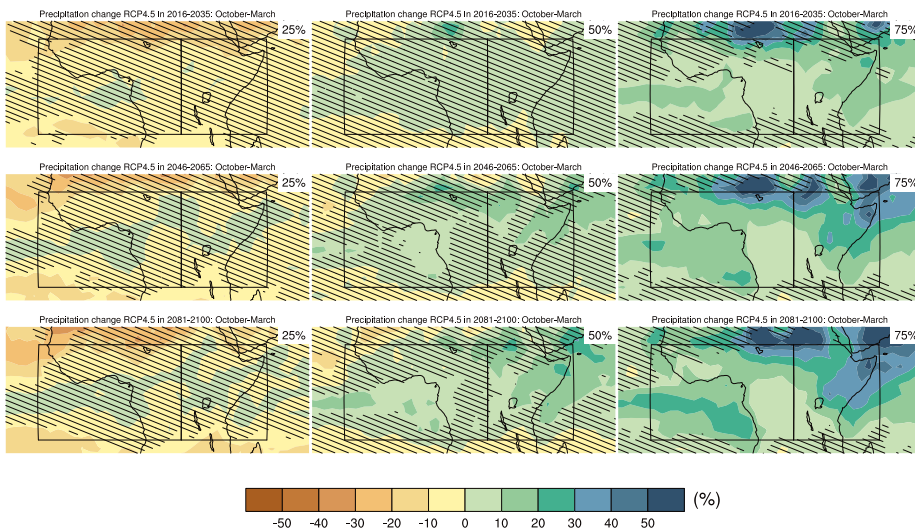 Precipitation change RCP4.5 in 2016-2035: October-March
25%
Precipitation change RCP4.5 in 2016-2035: October-March
50%
Precipitation change RCP4.5 in 2016-2035: October-March
75%
Precipitation change RCP4.5 in 2046-2065: October-March
25%
Precipitation change RCP4.5 in 2046-2065: October-March
50%
Precipitation change RCP4.5 in 2046-2065: October-March
75%
Precipitation change RCP4.5 in 2081-2100: October-March
25%
Precipitation change RCP4.5 in 2081-2100: October-March
50%
Precipitation change RCP4.5 in 2081-2100: October-March
75%
(%)
-50 -40 -30 -20 -10 0 10 20 30 40 50